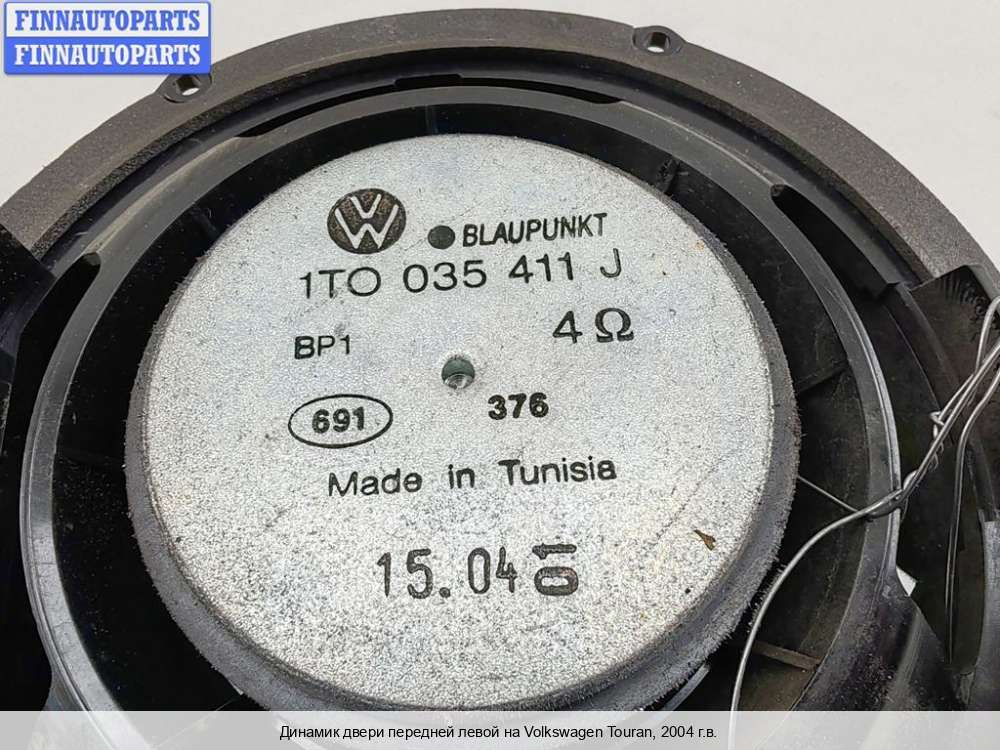 FINNAUTOPARTS
FINNAUTOPARTS
VW
BLAUPUNKT
1TO 035 411 J
BP1
4 Ω
691
376
Made in Tunisia
15.04
Динамик двери передней левой на Volkswagen Touran, 2004 г.в.